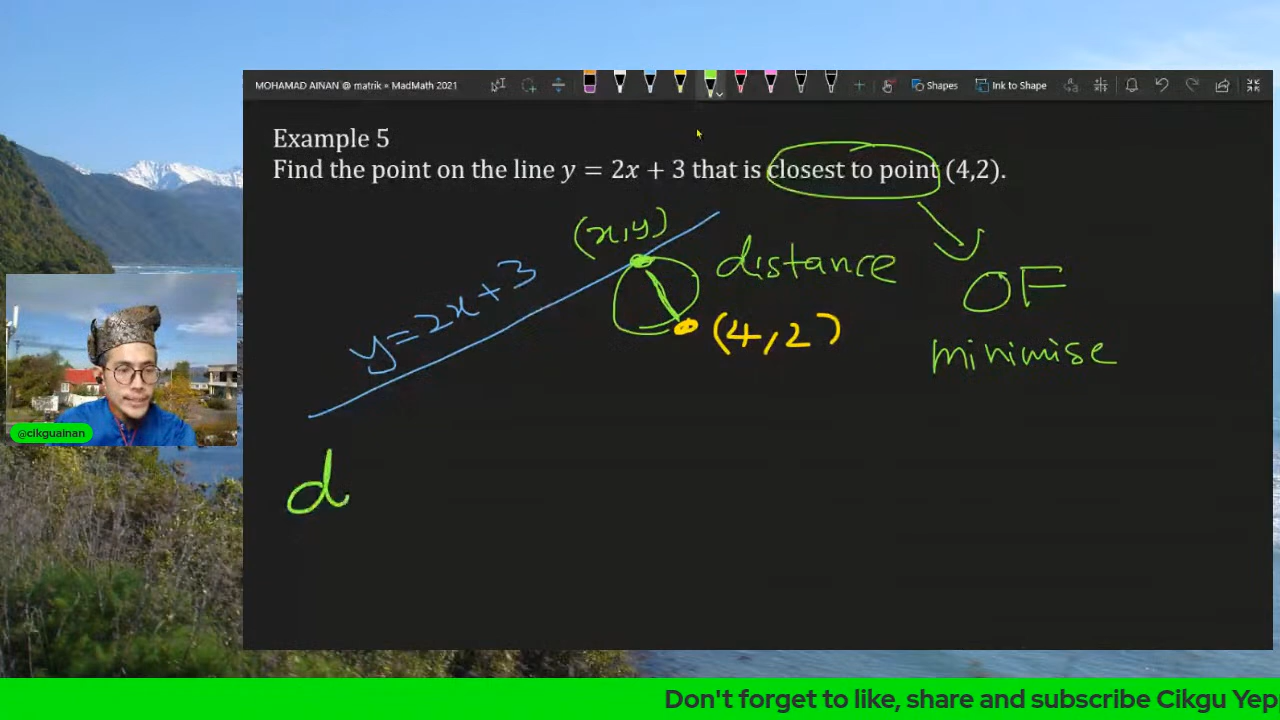 MOHAMAD AINAN @ matrik = MadMath 2021
Shapes
Ink to Shape
Example 5
Find the point on the line y = 2x + 3 that is closest to point (4,2).
(x,y)
distance
y=2x+3
OF
(4,2)
minimise
@cikguainan
d
Don't forget to like, share and subscribe Cikgu Yep